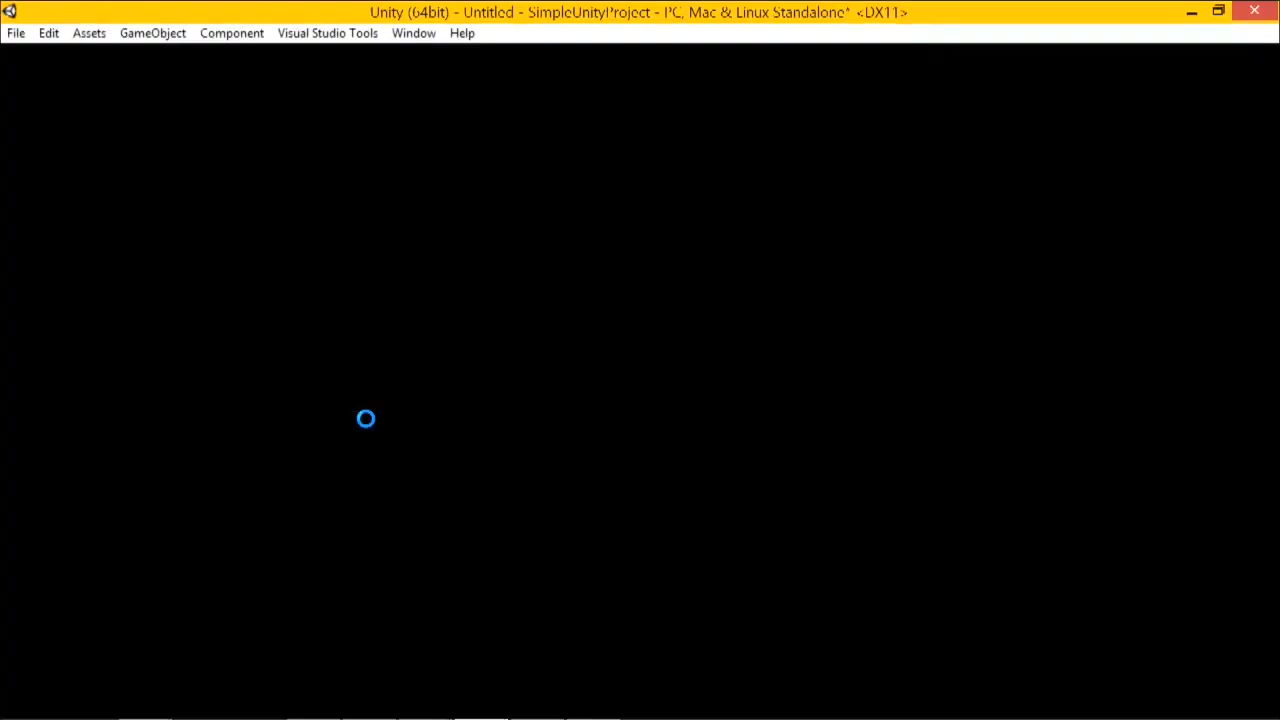 Unity (64bit) - Untitled - SimpleUnityProject - PC, Mac & Linux Standalone* <DX11>
File Edit Assets GameObject Component Visual Studio Tools Window Help